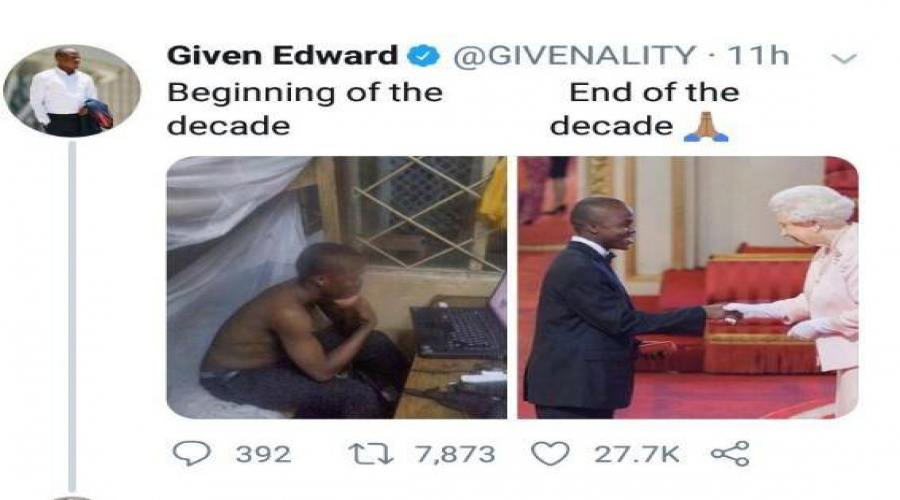 Given Edward @GIVENALITY · 11h
Beginning of the End of the
decade decade 🙏🏽
392 7,873 27.7K